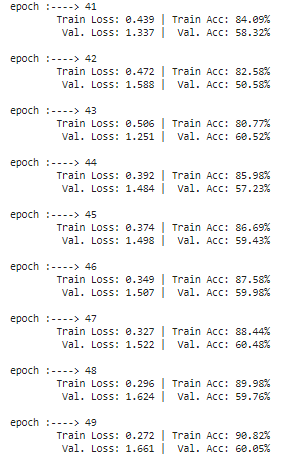 epoch :----> 41
Train Loss: 0.439 | Train Acc: 84.09%
Val. Loss: 1.337 | Val. Acc: 58.32%
epoch :----> 42
Train Loss: 0.472 | Train Acc: 82.58%
Val. Loss: 1.588 | Val. Acc: 50.58%
epoch :----> 43
Train Loss: 0.506 | Train Acc: 80.77%
Val. Loss: 1.251 | Val. Acc: 60.52%
epoch :----> 44
Train Loss: 0.392 | Train Acc: 85.98%
Val. Loss: 1.484 | Val. Acc: 57.23%
epoch :----> 45
Train Loss: 0.374 | Train Acc: 86.69%
Val. Loss: 1.498 | Val. Acc: 59.43%
epoch :----> 46
Train Loss: 0.349 | Train Acc: 87.58%
Val. Loss: 1.507 | Val. Acc: 59.98%
epoch :----> 47
Train Loss: 0.327 | Train Acc: 88.44%
Val. Loss: 1.522 | Val. Acc: 60.48%
epoch :----> 48
Train Loss: 0.296 | Train Acc: 89.98%
Val. Loss: 1.624 | Val. Acc: 59.76%
epoch :----> 49
Train Loss: 0.272 | Train Acc: 90.82%
Val. Loss: 1.661 | Val. Acc: 60.05%